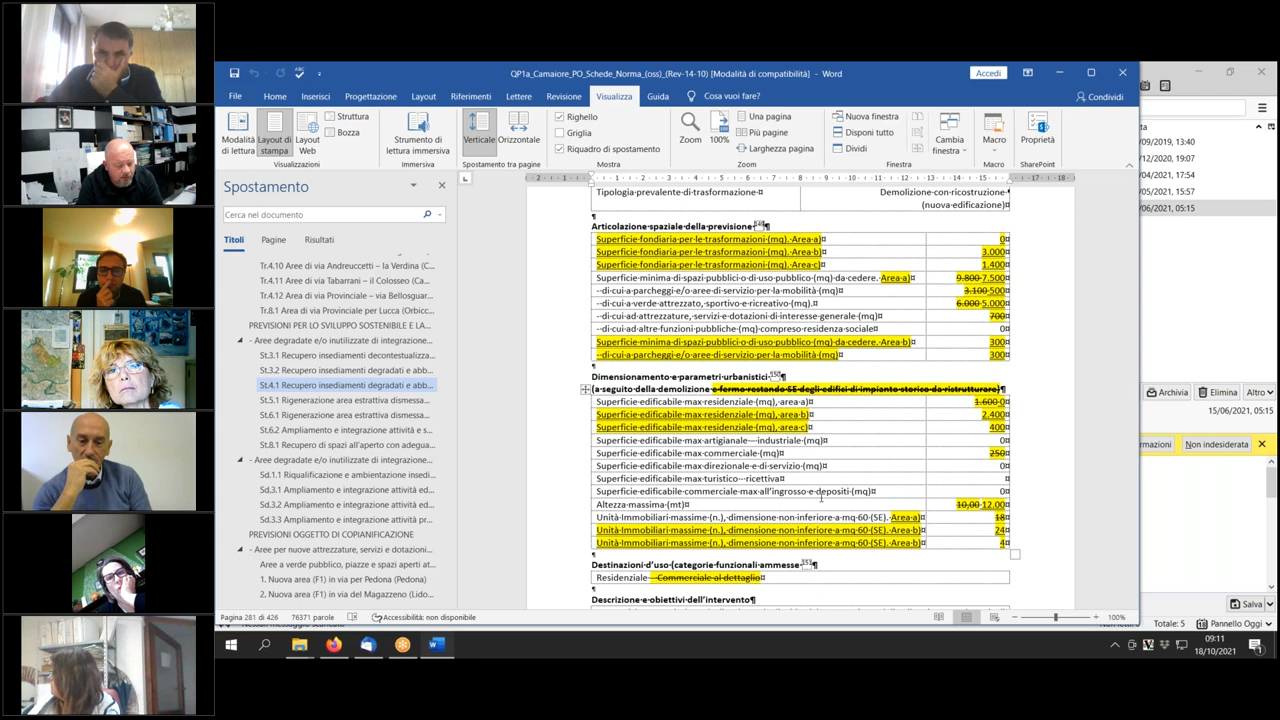 QP1a_Camaiore_PO_Schede_Norma_(oss)_(Rev-14-10) [Modalità di compatibilità] - Word
Accedi
File Home Inserisci Progettazione Layout Riferimenti Lettere Revisione Visualizza Guida Cosa vuoi fare? Condividi
Modalità di lettura
Layout di stampa
Layout Web
Struttura
Bozza
Visualizzazioni
Strumento di lettura immersiva
Immersiva
Verticale
Orizzontale
Spostamento tra pagine
Righello
Griglia
Riquadro di spostamento
Mostra
Zoom
100%
Una pagina
Più pagine
Larghezza pagina
Zoom
Nuova finestra
Disponi tutto
Dividi
Cambia finestra
Finestra
Macro
Macro
Proprietà
SharePoint
Spostamento
Cerca nel documento
Titoli Pagine Risultati
Tr.4.10 Aree di via Andreuccetti – la Verdina (C...
Tr.4.11 Aree di via Tabarrani – il Colosseo (Ca...
Tr.4.12 Aree di via Provinciale – via Bellosguar...
Tr.8.1 Area di via Provinciale per Lucca (Orbicc...
PREVISIONI PER LO SVILUPPO SOSTENIBILE E LA...
- Aree degradate e/o inutilizzate di integrazione...
St.3.1 Recupero insediamenti decontestualizza...
St.3.2 Recupero insediamenti degradati e abb...
St.4.1 Recupero insediamenti degradati e abb...
St.5.1 Rigenerazione area estrattiva dismessa...
St.6.1 Rigenerazione area estrattiva dismessa...
St.6.2 Ampliamento e integrazione attività e s...
St.8.1 Recupero di spazi all'aperto con adegua...
- Aree degradate e/o inutilizzate di integrazione...
Sd.1.1 Riqualificazione e ambientazione insedi...
Sd.3.1 Ampliamento e integrazione attività ed...
Sd.3.2 Ampliamento e integrazione attività ed...
Sd.3.3 Ampliamento e integrazione attività pr...
PREVISIONI OGGETTO DI COPIANIFICAZIONE
- Aree per nuove attrezzature, servizi e dotazioni...
Aree a verde pubblico, piazze e spazi aperti at...
1. Nuova area (F1) in via per Pedona (Pedona)
2. Nuova area (F1) in via del Magazzeno (Lido...
Tipologia prevalente di trasformazione¤ Demolizione con ricostruzione
(nuova edificazione)¤
¶
Articolazione spaziale della previsione¶
Superficie fondiaria per le trasformazioni (mq). Area a)¤ 0¤
Superficie fondiaria per le trasformazioni (mq). Area b)¤ 3.000¤
Superficie fondiaria per le trasformazioni (mq). Area c)¤ 1.400¤
Superficie minima di spazi pubblici o di uso pubblico (mq) da cedere. Area a)¤ 9.800 7.500¤
--di cui a parcheggi e/o aree di servizio per la mobilità (mq)¤ 3.100 500¤
--di cui a verde attrezzato, sportivo e ricreativo (mq).¤ 6.000 5.000¤
--di cui ad attrezzature, servizi e dotazioni di interesse generale (mq)¤ 700¤
--di cui ad altre funzioni pubbliche (mq) compreso residenza sociale¤ 0¤
Superficie minima di spazi pubblici o di uso pubblico (mq) da cedere. Area b)¤ 300¤
--di cui a parcheggi e/o aree di servizio per la mobilità (mq)¤ 300¤
¶
Dimensionamento e parametri urbanistici¶
(a seguito della demolizione e fermo restando SE degli edifici di impianto storico da ristrutturare)¶
Superficie edificabile max residenziale (mq), area a)¤ 1.600 0¤
Superficie edificabile max residenziale (mq), area b)¤ 2.400¤
Superficie edificabile max residenziale (mq), area c)¤ 400¤
Superficie edificabile max artigianale – industriale (mq)¤ 0¤
Superficie edificabile max commerciale (mq)¤ 250¤
Superficie edificabile max direzionale e di servizio (mq)¤ 0¤
Superficie edificabile max turistico - ricettiva¤ ¤
Superficie edificabile commerciale max all'ingrosso e depositi (mq)¤ 0¤
Altezza massima (mt)¤ 10,00 12.00¤
Unità Immobiliari massime (n.), dimensione non inferiore a mq 60 (SE). Area a)¤ 18¤
Unità Immobiliari massime (n.), dimensione non inferiore a mq 60 (SE). Area b)¤ 24¤
Unità Immobiliari massime (n.), dimensione non inferiore a mq 60 (SE). Area b)¤ 4¤
¶
Destinazioni d'uso (categorie funzionali ammesse¶
Residenziale – Commerciale al dettaglio¤
¶
Descrizione e obiettivi dell'intervento¶
Pagina 281 di 426 76371 parole Accessibilità: non disponibile 100%
09/2019, 13:40
/12/2020, 19:07
04/2021, 17:54
05/2021, 15:57
/06/2021, 05:15
Archivia Elimina Altro
15/06/2021, 05:15
Non indesiderata
Salva
Totale: 5 Pannello Oggi
09:11
18/10/2021